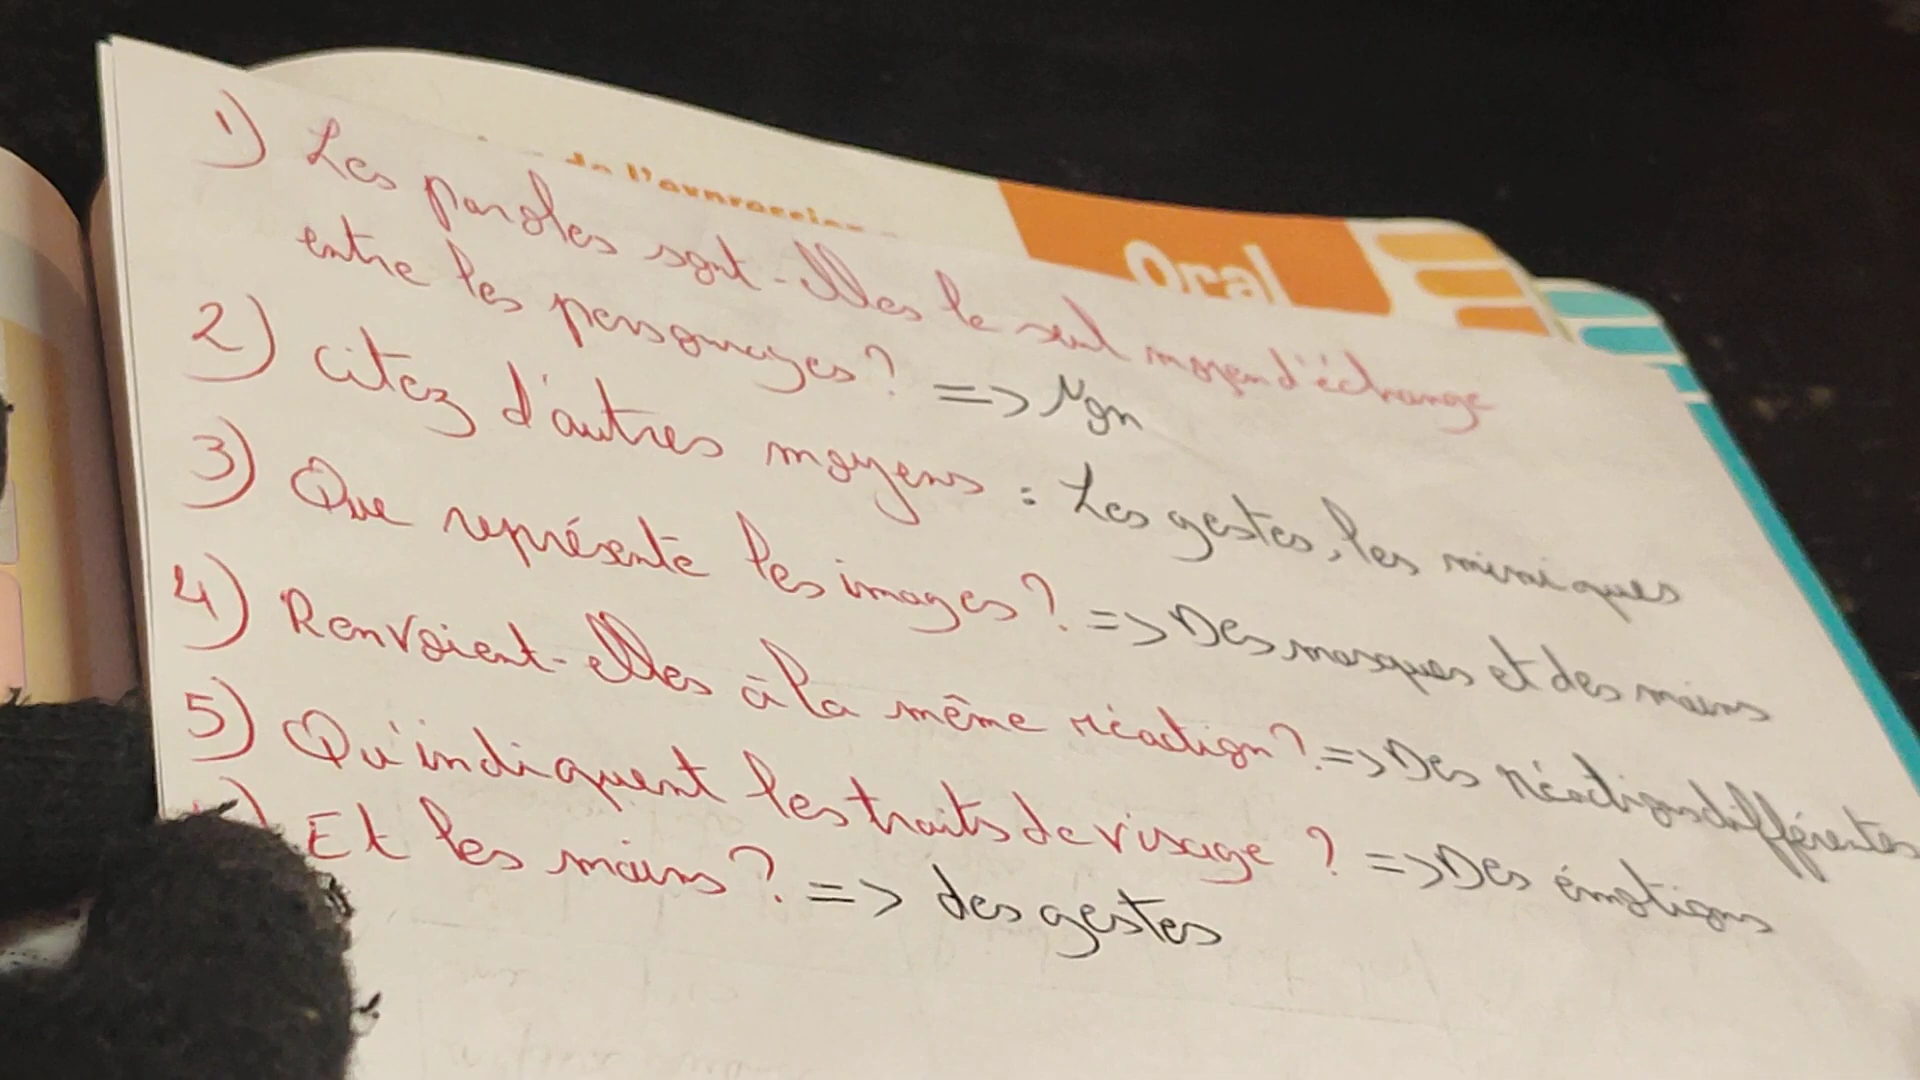 de l'expression
Oral
1) Les paroles sont-elles le seul moyen d'échange
entre les personnages ? => Non
2) Citez d'autres moyens : Les gestes, les mimiques
3) Que représente les images ? => Des masques et des mains
4) Renvoient-elles à la même réaction ? => Des réactions différentes
5) Qu'indiquent les traits de visage ? => Des émotions
Et les mains ? => des gestes